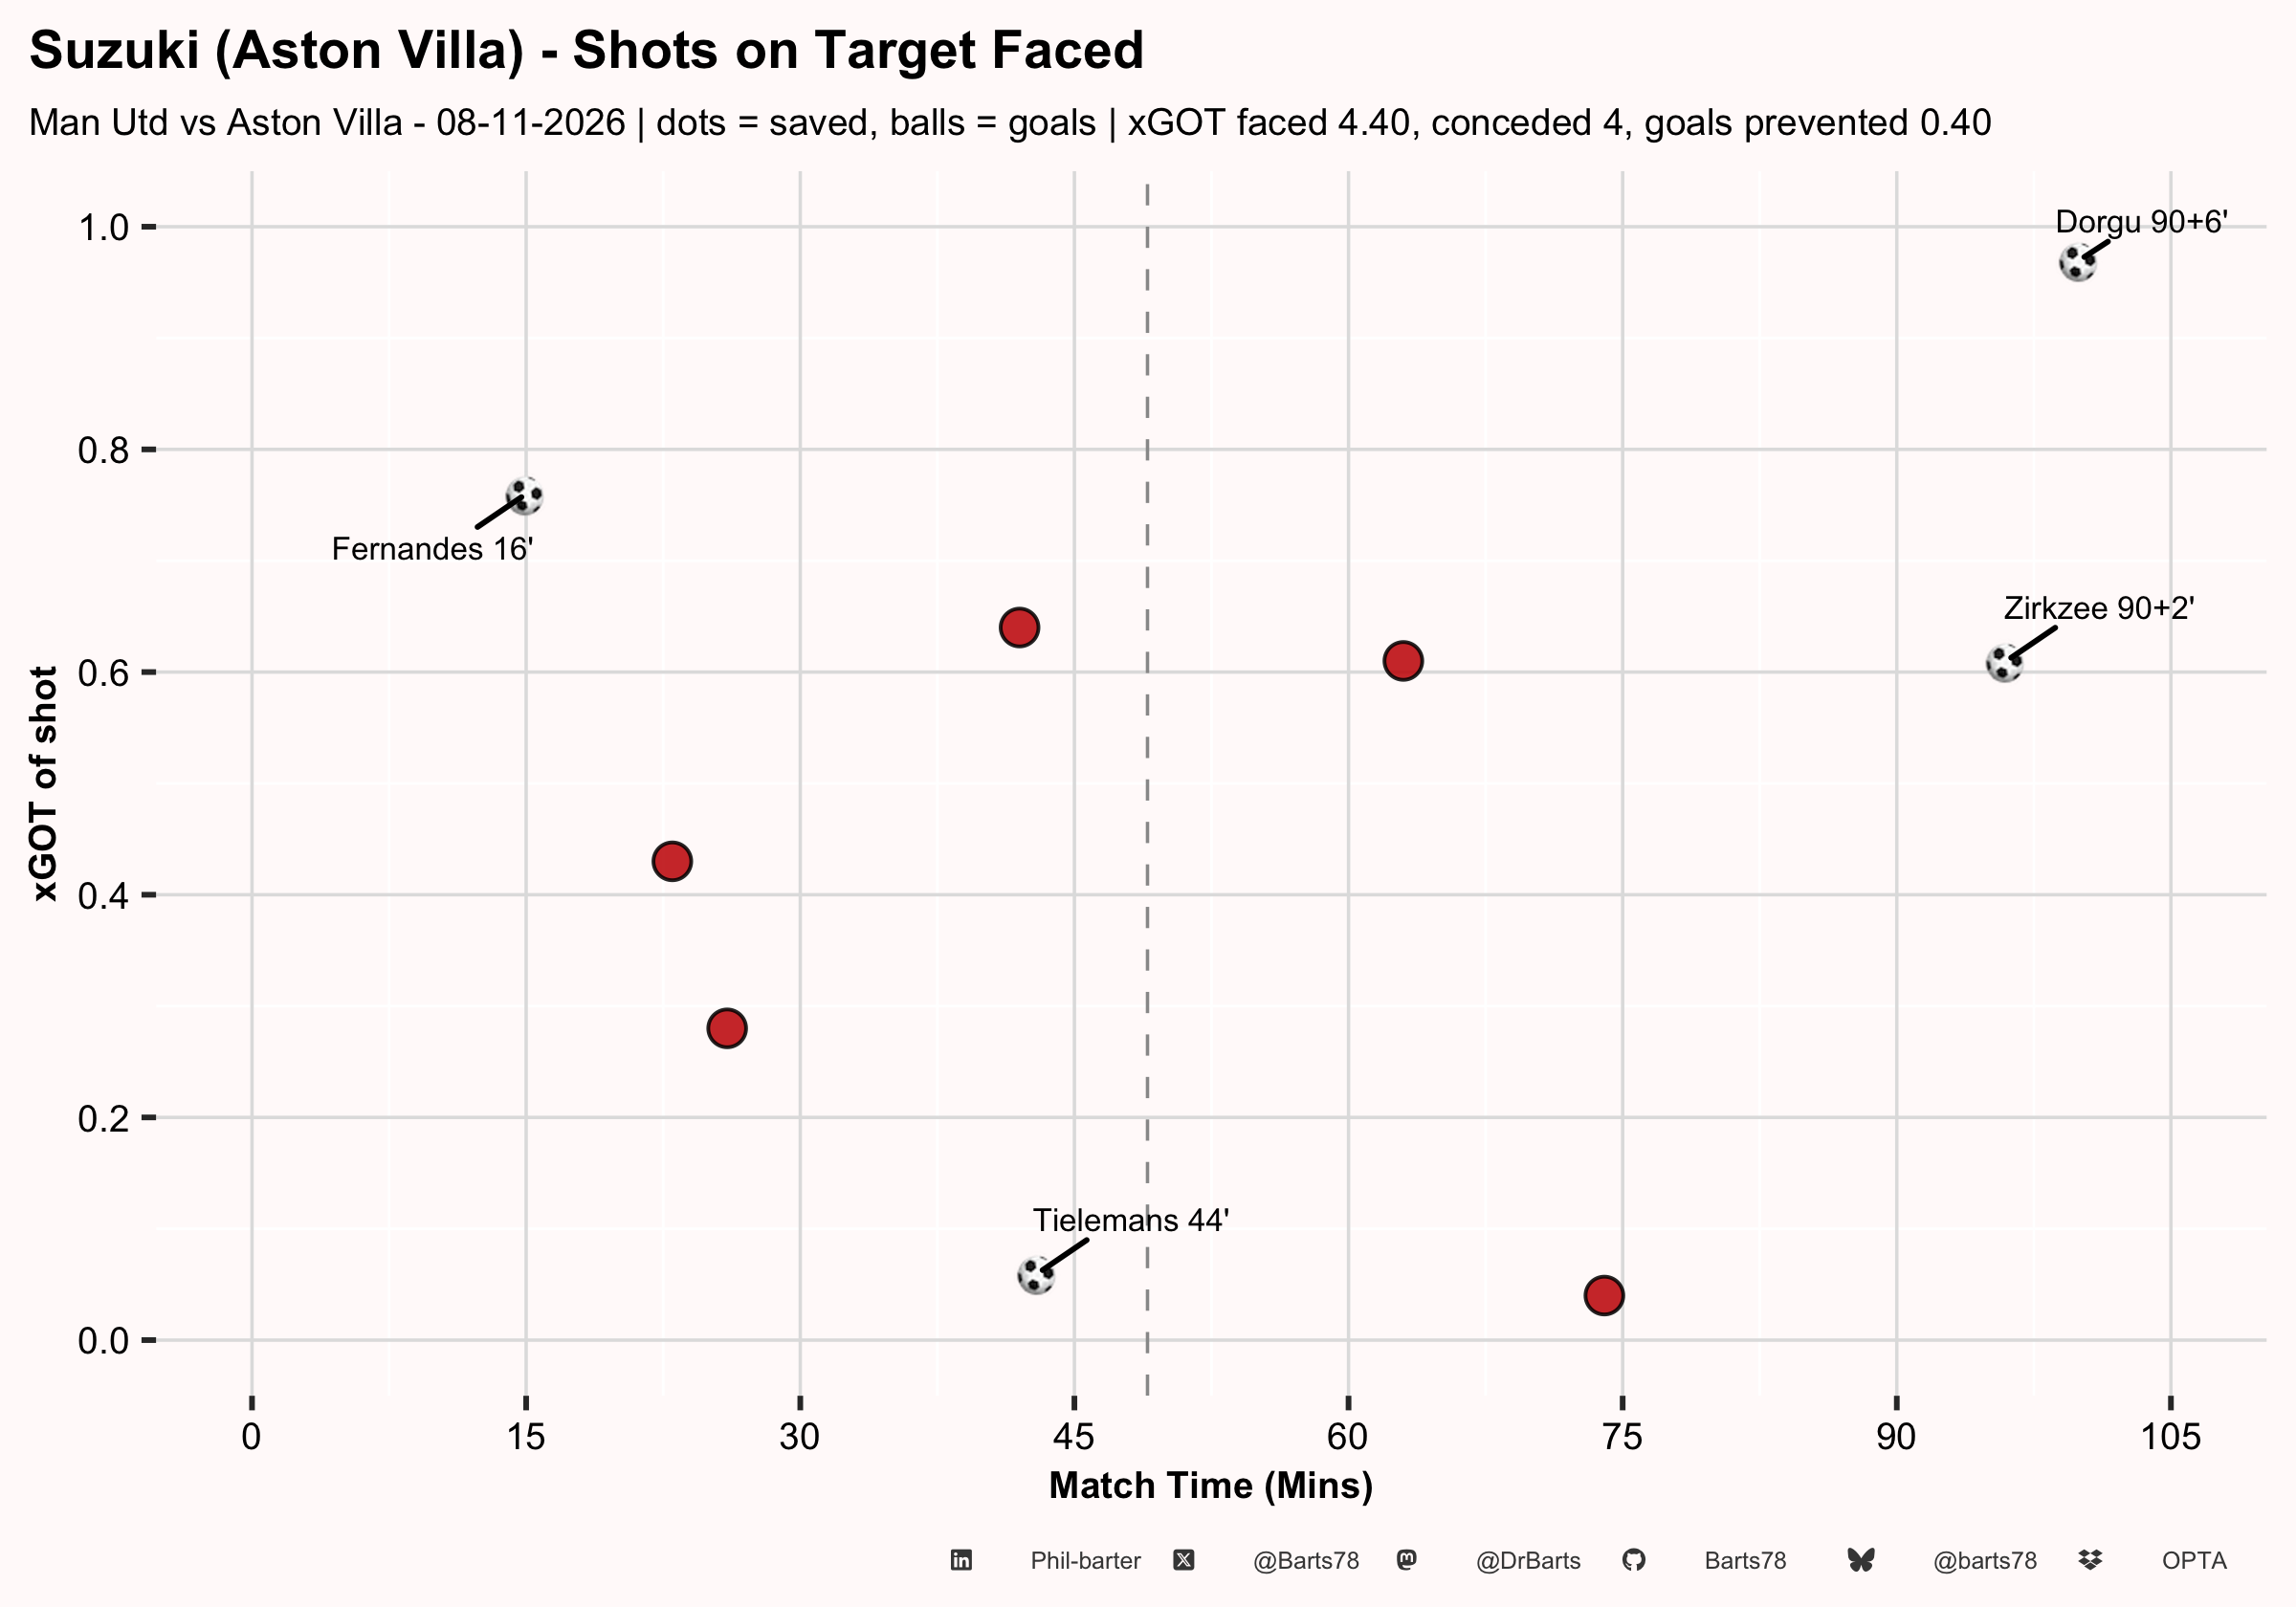 Suzuki (Aston Villa) - Shots on Target Faced
Man Utd vs Aston Villa - 08-11-2026 | dots = saved, balls = goals | xGOT faced 4.40, conceded 4, goals prevented 0.40
1.0
Dorgu 90+6'
0.8
Fernandes 16'
Zirkzee 90+2'
0.6
xGOT of shot
0.4
0.2
Tielemans 44'
0.0
0 15 30 45 60 75 90 105
Match Time (Mins)
Phil-barter @Barts78 @DrBarts Barts78 @barts78 OPTA